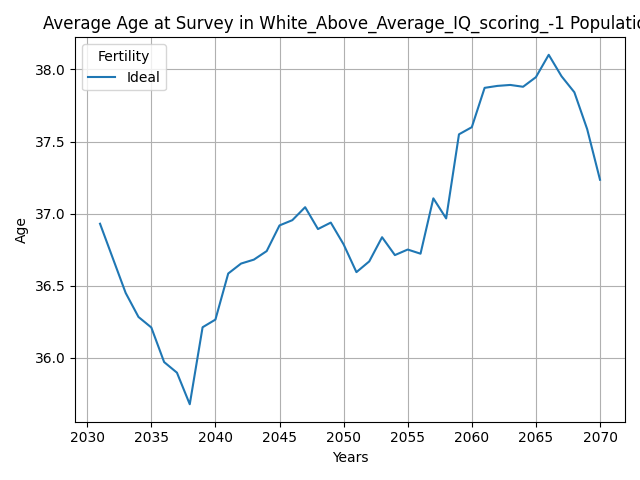 Average Age at Survey in White_Above_Average_IQ_scoring_-1 Populatio
Fertility
Ideal
38.0
37.5
37.0
36.5
36.0
Age
2030 2035 2040 2045 2050 2055 2060 2065 2070
Years